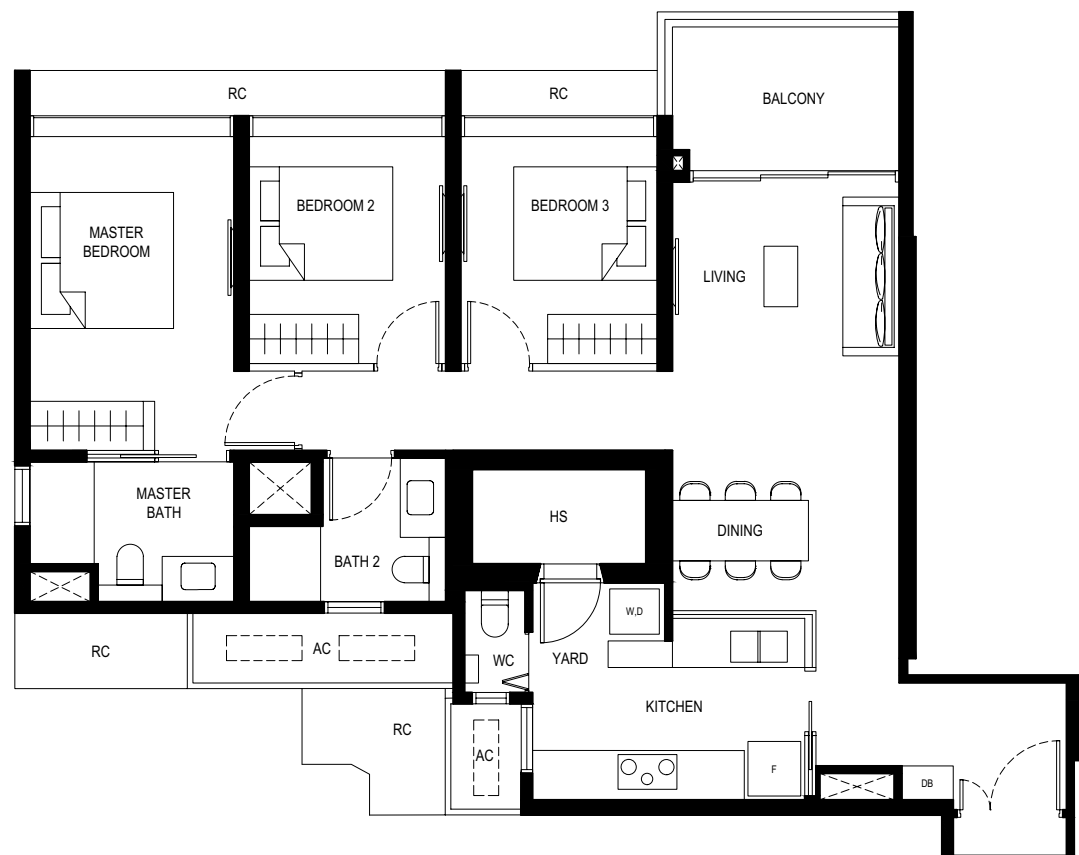 RC
RC
BALCONY
MASTER
BEDROOM
BEDROOM 2
BEDROOM 3
LIVING
MASTER
BATH
HS
DINING
BATH 2
W,D
RC
AC
WC
YARD
KITCHEN
RC
AC
F
DB